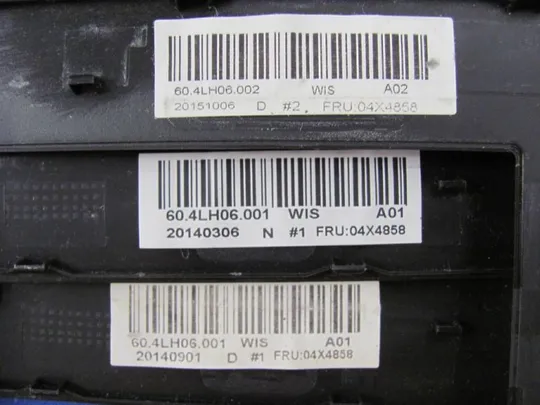 60.4LH06.002 WIS A02
20151006 D #2 FRU:04X4858
60.4LH06.001 WIS A01
20140306 N #1 FRU:04X4858
60.4LH06.001 WIS A01
20140901 D #1 FRU:04X4858